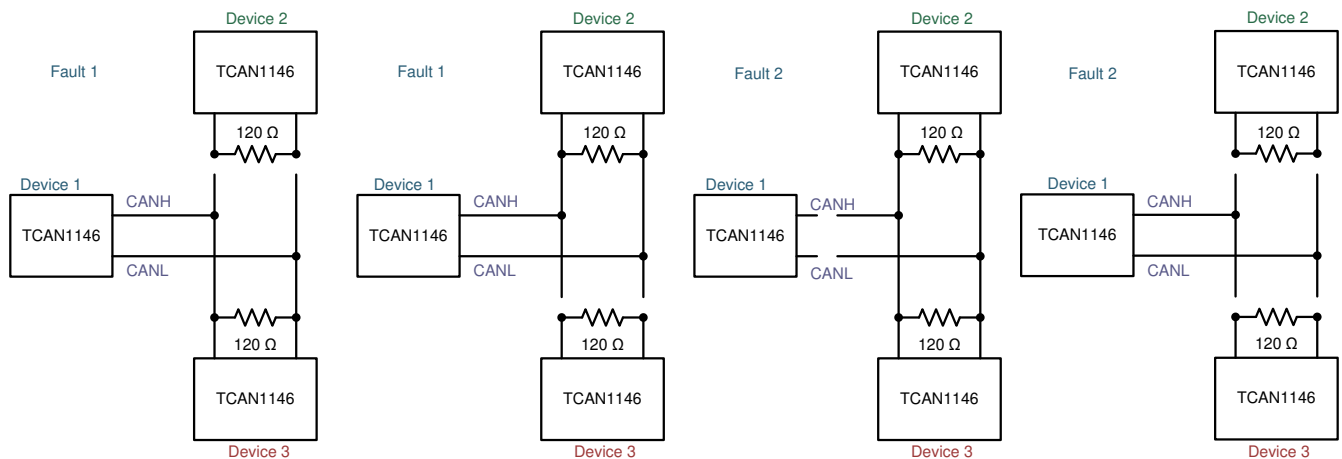 Device 2
Fault 1
TCAN1146
120 Ω
Device 1
CANH
TCAN1146
CANL
120 Ω
TCAN1146
Device 3
Device 2
Fault 1
TCAN1146
120 Ω
Device 1
CANH
TCAN1146
CANL
120 Ω
TCAN1146
Device 3
Device 2
Fault 2
TCAN1146
120 Ω
Device 1
CANH
TCAN1146
CANL
120 Ω
TCAN1146
Device 3
Device 2
Fault 2
TCAN1146
120 Ω
Device 1
CANH
TCAN1146
CANL
120 Ω
TCAN1146
Device 3